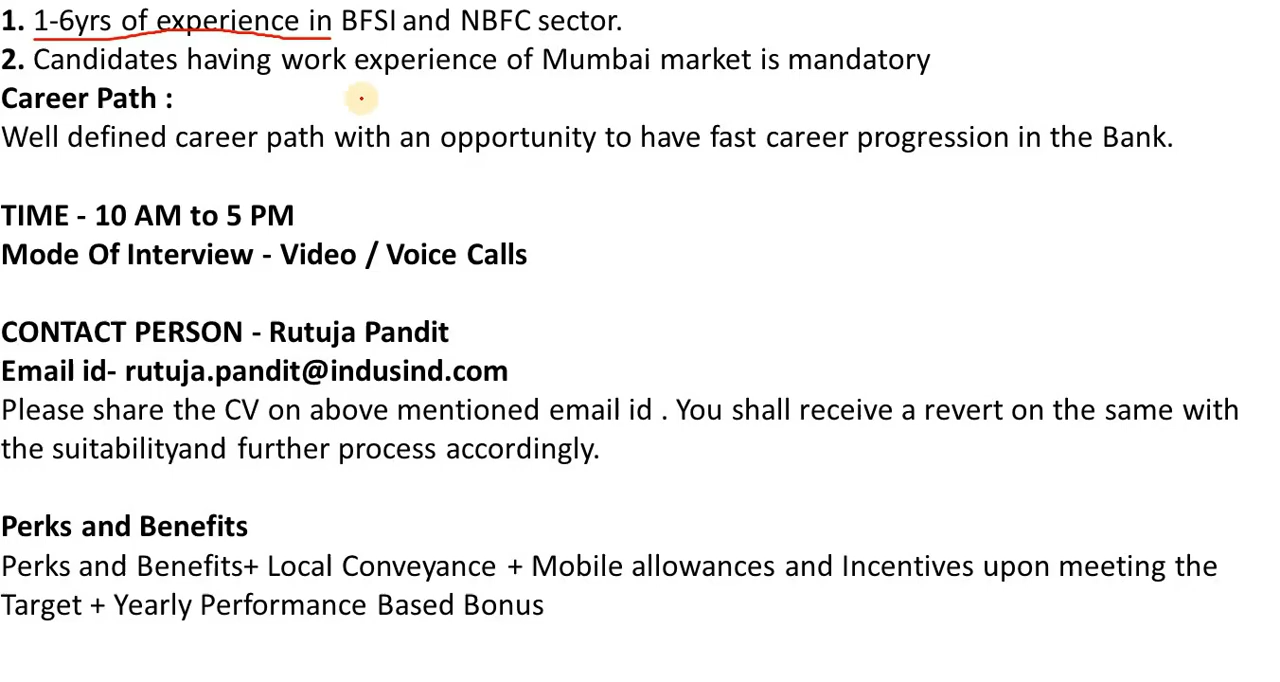 1. 1-6yrs of experience in BFSI and NBFC sector.
2. Candidates having work experience of Mumbai market is mandatory
Career Path :
Well defined career path with an opportunity to have fast career progression in the Bank.
TIME - 10 AM to 5 PM
Mode Of Interview - Video / Voice Calls
CONTACT PERSON - Rutuja Pandit
Email id- rutuja.pandit@indusind.com
Please share the CV on above mentioned email id . You shall receive a revert on the same with
the suitabilityand further process accordingly.
Perks and Benefits
Perks and Benefits+ Local Conveyance + Mobile allowances and Incentives upon meeting the
Target + Yearly Performance Based Bonus